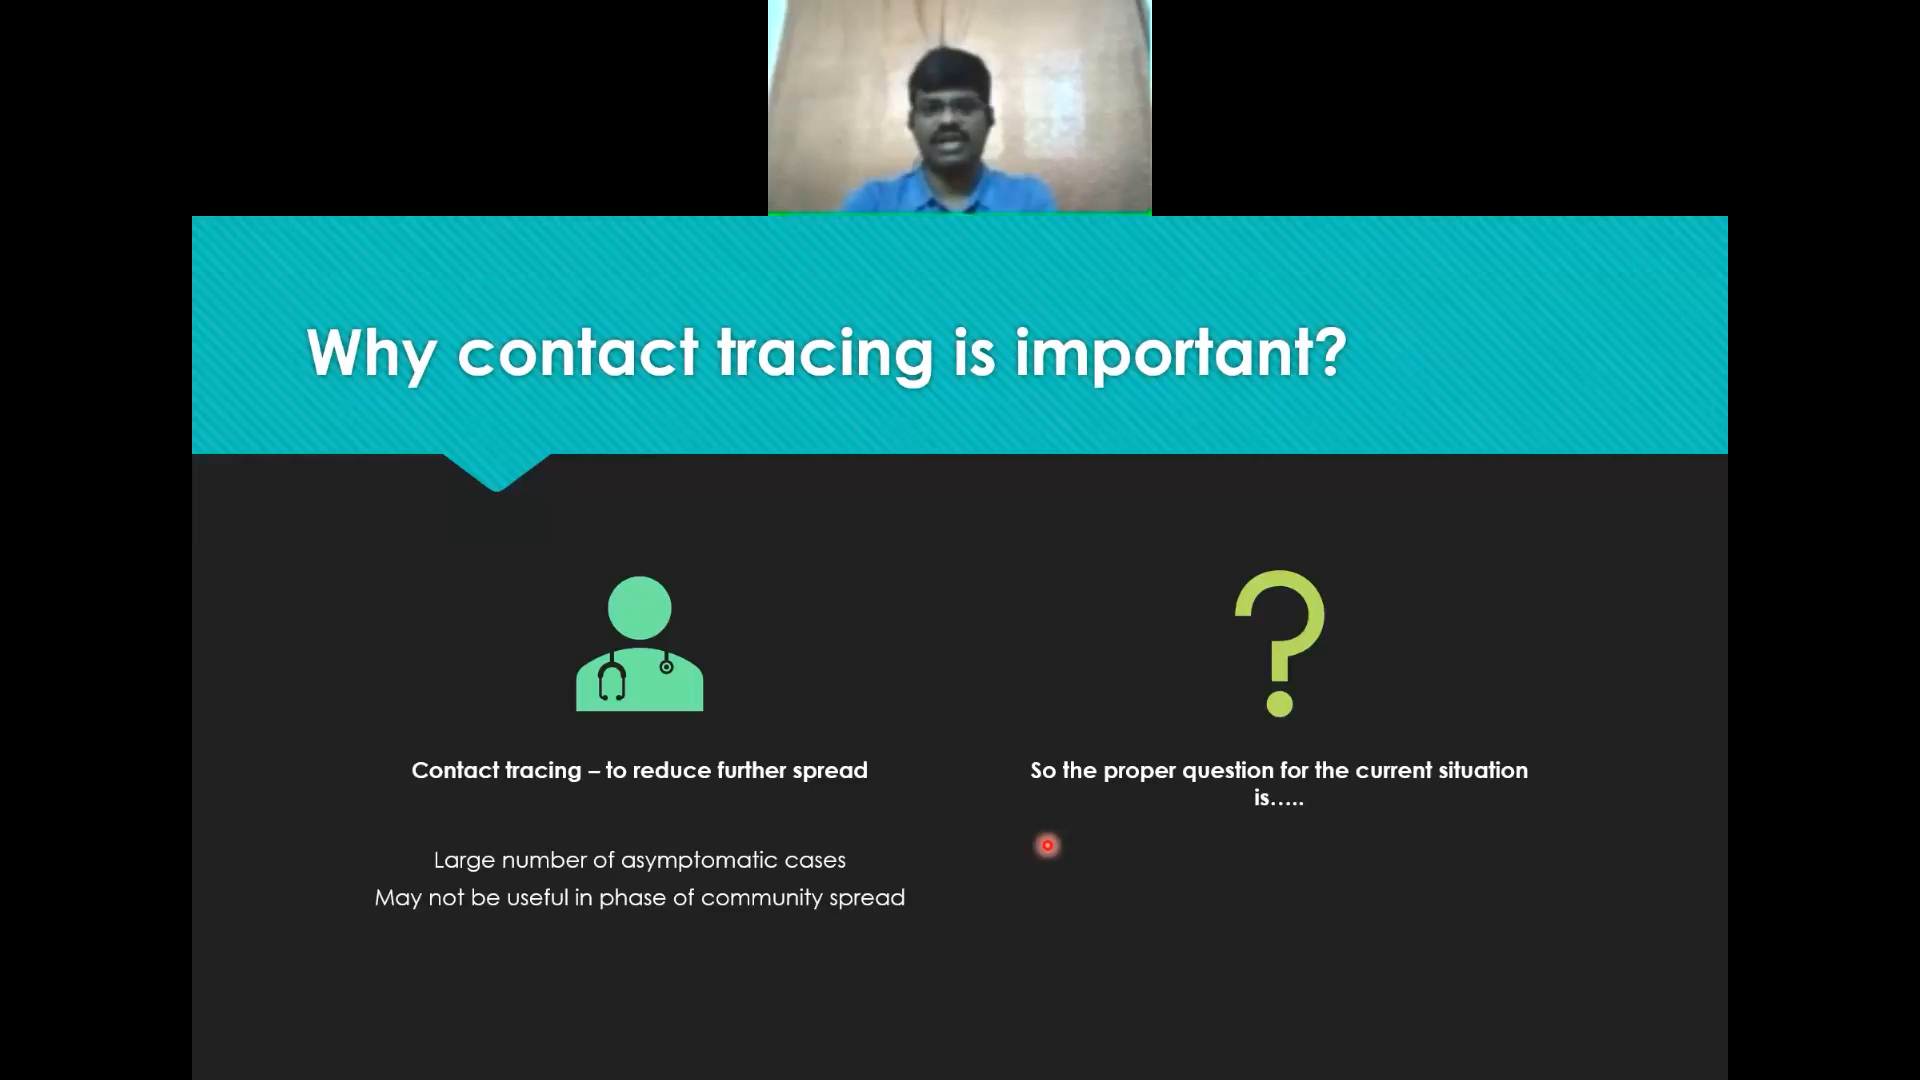 Why contact tracing is important?
Contact tracing – to reduce further spread
Large number of asymptomatic cases
May not be useful in phase of community spread
So the proper question for the current situation
is.....